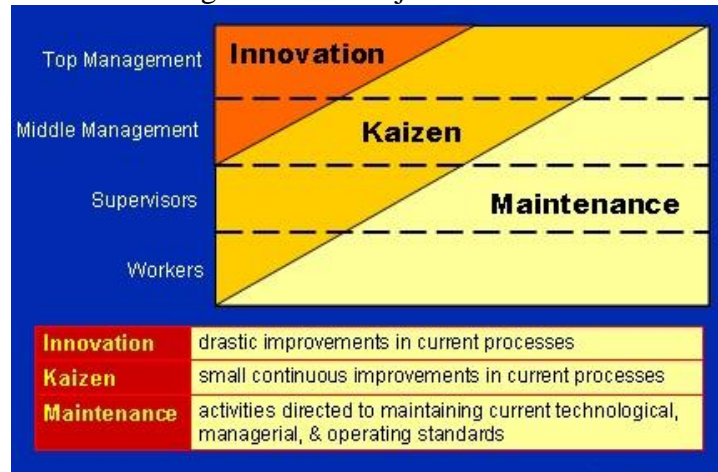 Top Management
Innovation
Middle Management
Kaizen
Supervisors
Maintenance
Workers
Innovation drastic improvements in current processes
Kaizen small continuous improvements in current processes
Maintenance activities directed to maintaining current technological,
managerial, & operating standards